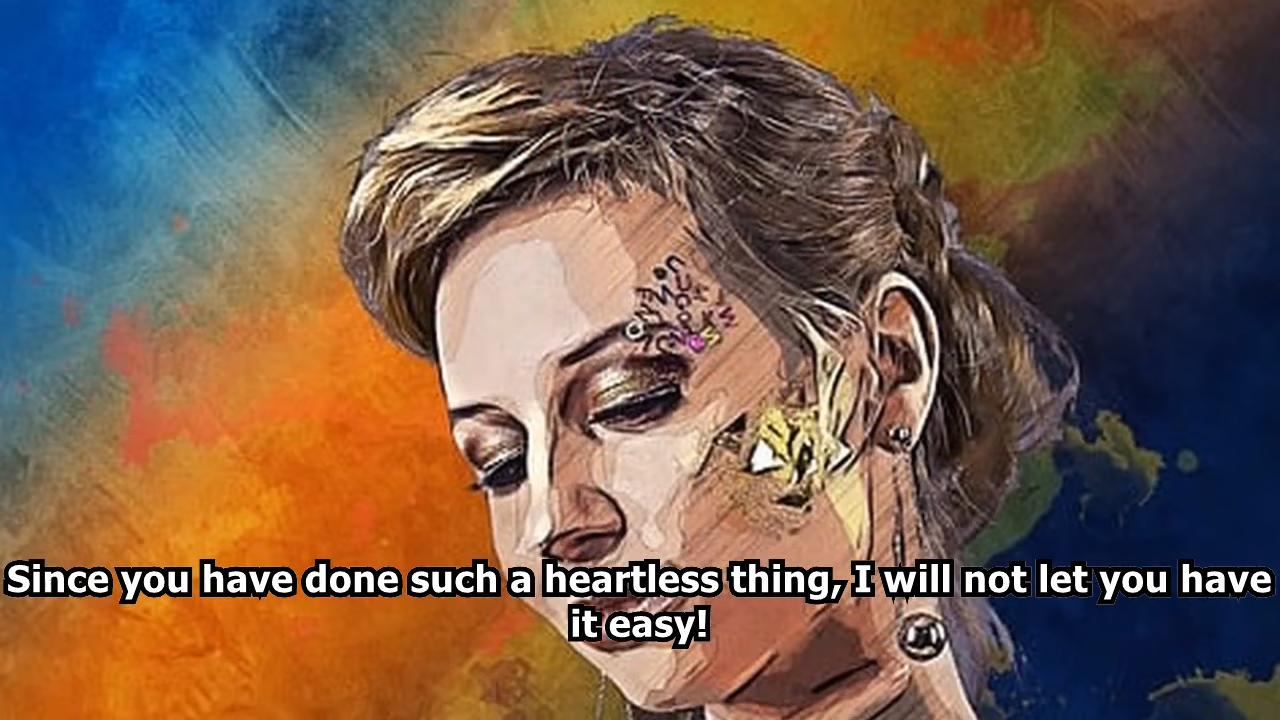 Since you have done such a heartless thing, I will not let you have
it easy!